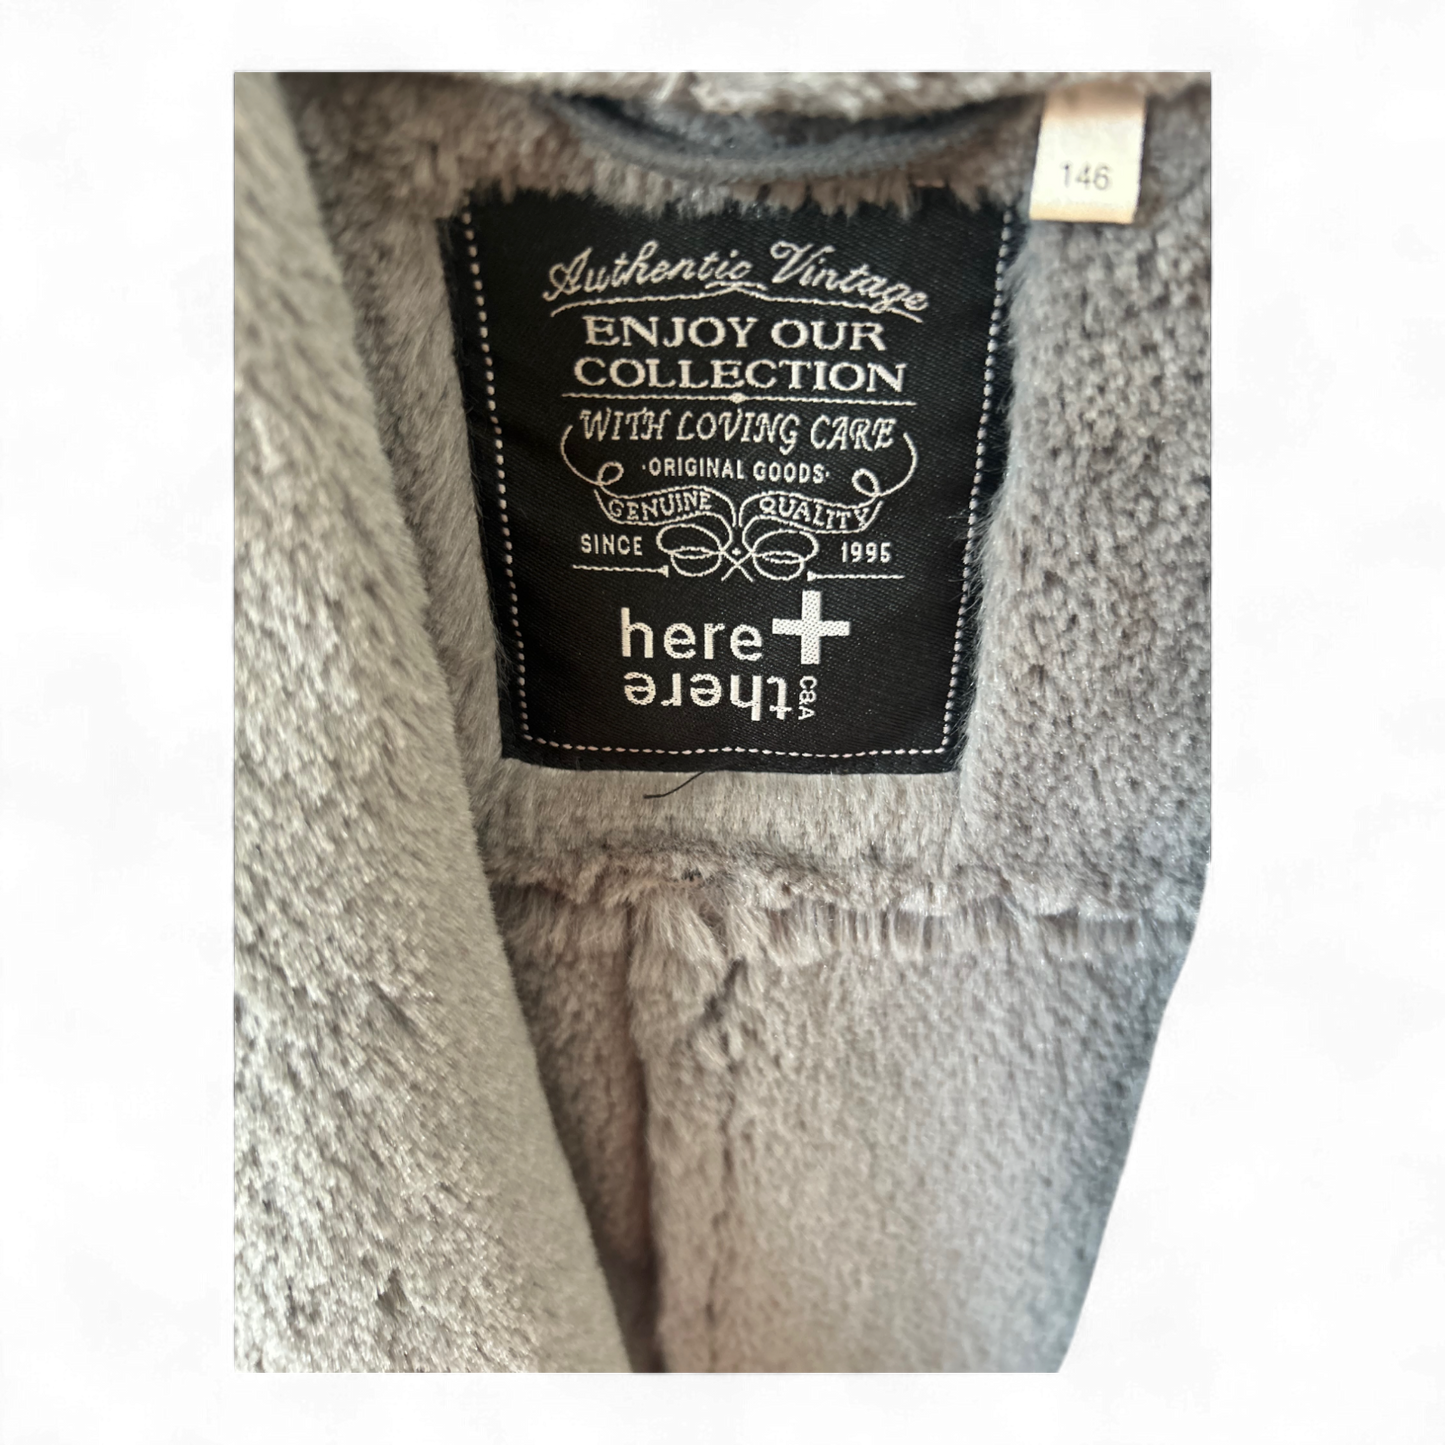 146
Authentic Vintage
ENJOY OUR
COLLECTION
WITH LOVING CARE
·ORIGINAL GOODS·
GENUINE QUALITY
SINCE 1995
here+
there
C&A